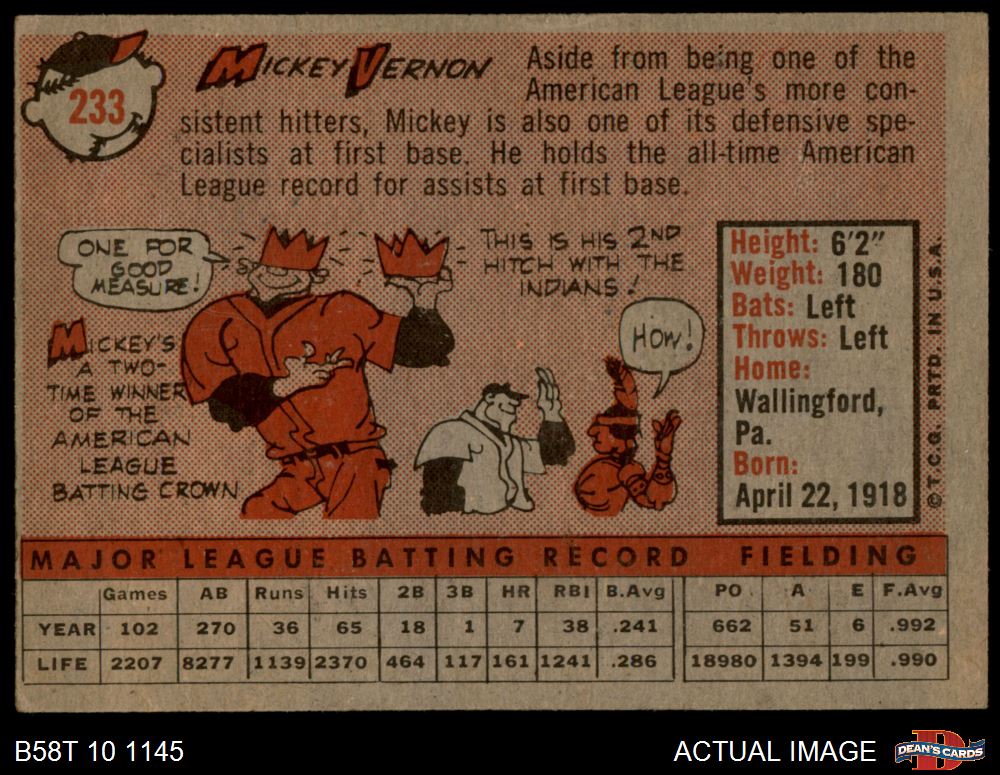 233
MICKEY VERNON
Aside from being one of the
American League's more con-
sistent hitters, Mickey is also one of its defensive spe-
cialists at first base. He holds the all-time American
League record for assists at first base.
ONE FOR
GOOD
MEASURE!
MICKEY'S
A TWO-
TIME WINNER
OF THE
AMERICAN
LEAGUE
BATTING CROWN
THIS IS HIS 2ND
HITCH WITH THE
INDIANS!
HOW!
Height: 6'2"
Weight: 180
Bats: Left
Throws: Left
Home:
Wallingford,
Pa.
Born:
April 22, 1918
©T.C.G. PRTD. IN U.S.A.
MAJOR LEAGUE BATTING RECORD FIELDING
Games AB Runs Hits 2B 3B HR RBI B.Avg PO A E F.Avg
YEAR 102 270 36 65 18 1 7 38 .241 662 51 6 .992
LIFE 2207 8277 1139 2370 464 117 161 1241 .286 18980 1394 199 .990
B58T 10 1145
ACTUAL IMAGE
D
DEAN'S CARDS